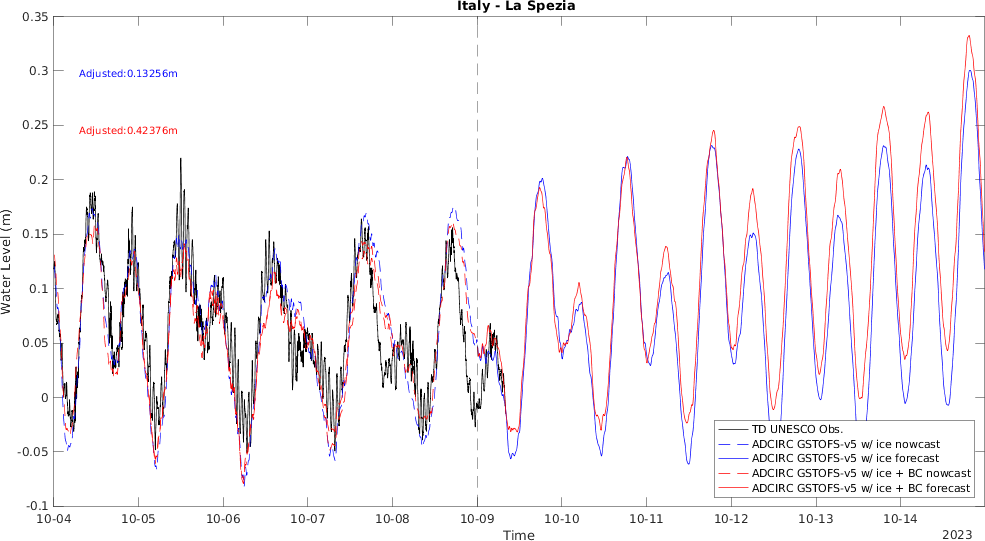 Italy - La Spezia
0.35
0.3
0.25
0.2
0.15
0.1
0.05
0
-0.05
-0.1
Water Level (m)
Adjusted:0.13256m
Adjusted:0.42376m
TD UNESCO Obs.
ADCIRC GSTOFS-v5 w/ ice nowcast
ADCIRC GSTOFS-v5 w/ ice forecast
ADCIRC GSTOFS-v5 w/ ice + BC nowcast
ADCIRC GSTOFS-v5 w/ ice + BC forecast
10-04 10-05 10-06 10-07 10-08 10-09 10-10 10-11 10-12 10-13 10-14
Time
2023